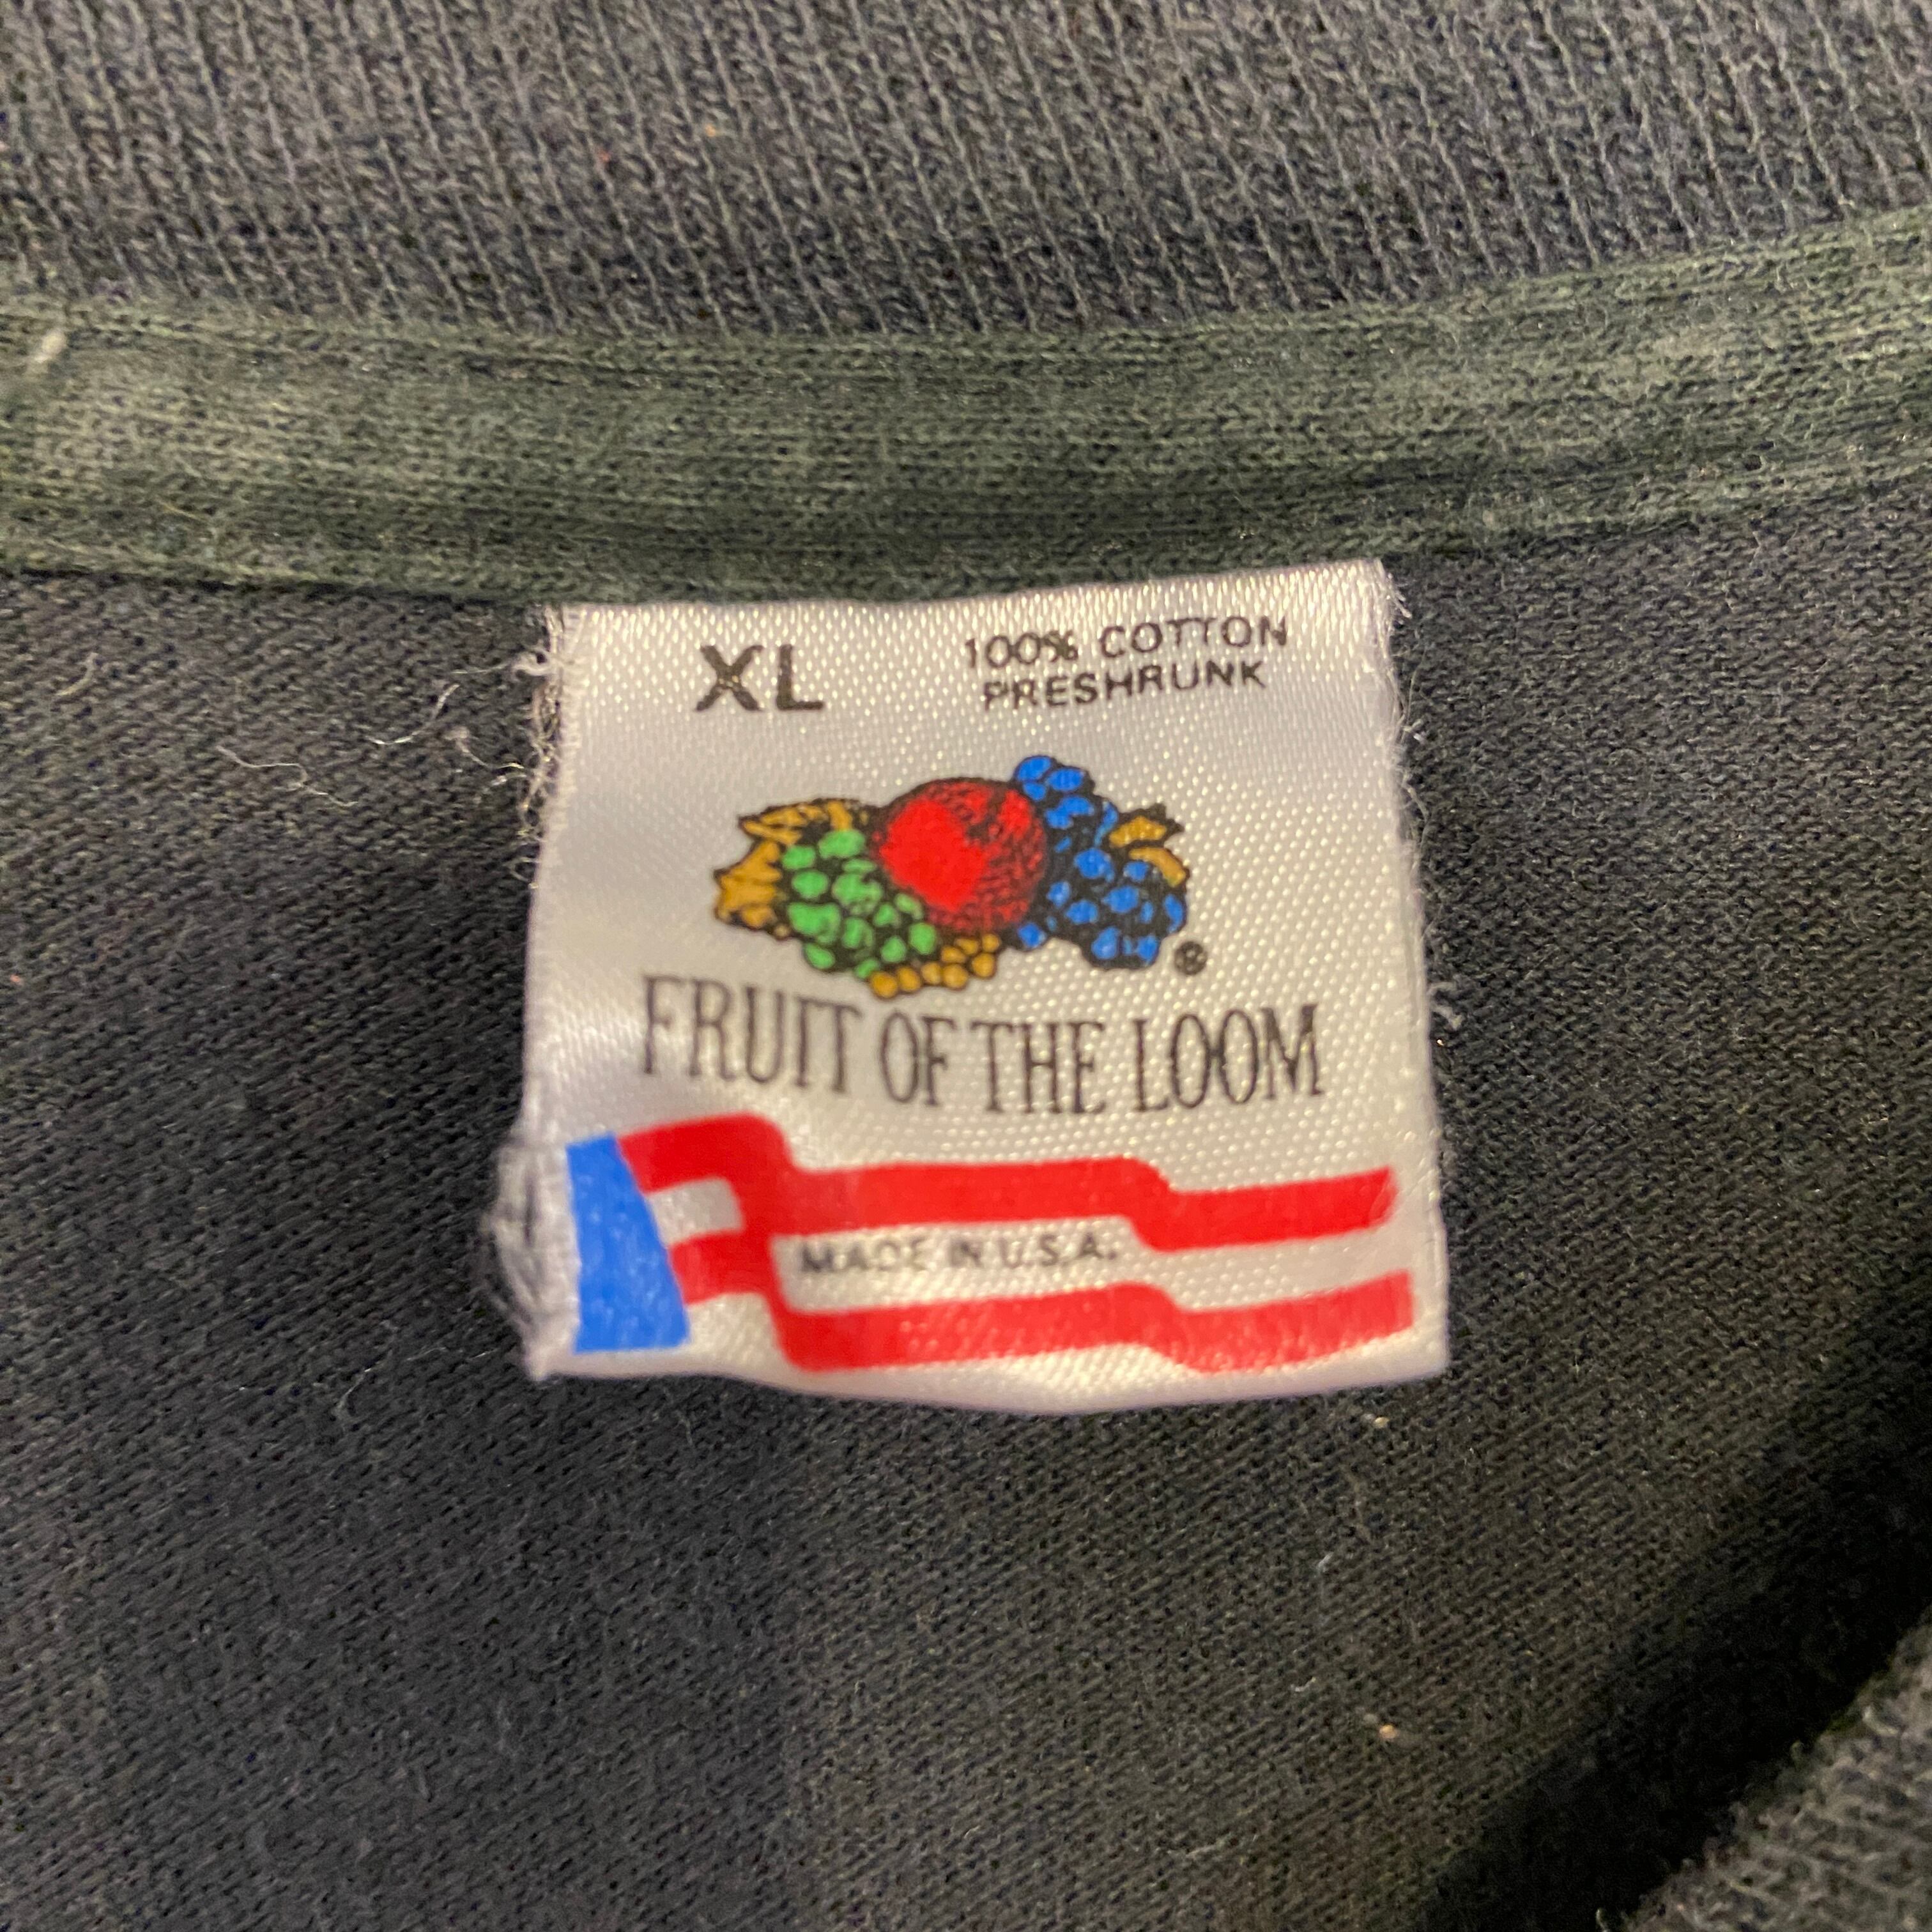 XL
100% COTTON
PRESHRUNK
®
FRUIT OF THE LOOM
MADE IN U.S.A.